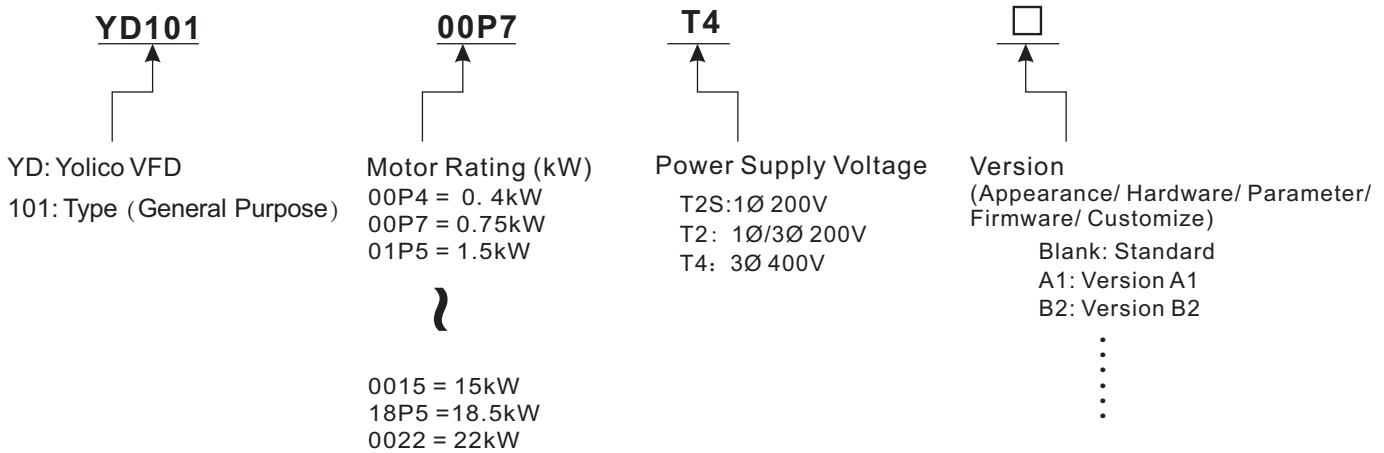 YD101 00P7 T4 □
YD: Yolico VFD
101: Type (General Purpose)
Motor Rating (kW)
00P4 = 0. 4kW
00P7 = 0.75kW
01P5 = 1.5kW
~
0015 = 15kW
18P5 =18.5kW
0022 = 22kW
Power Supply Voltage
T2S:1Ø 200V
T2: 1Ø/3Ø 200V
T4: 3Ø 400V
Version
(Appearance/ Hardware/ Parameter/
Firmware/ Customize)
Blank: Standard
A1: Version A1
B2: Version B2